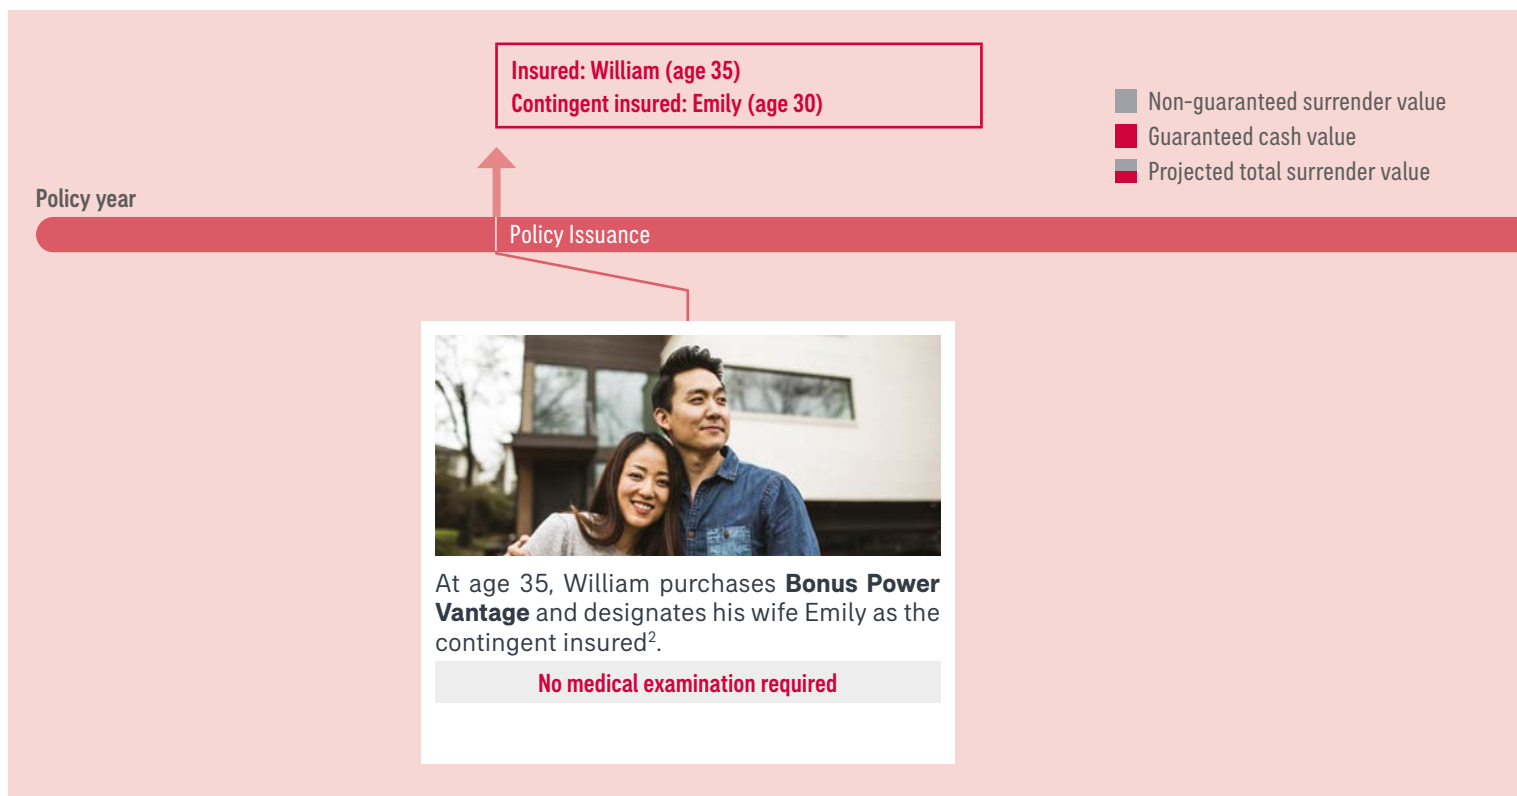 Insured: William (age 35)
Contingent insured: Emily (age 30)
Non-guaranteed surrender value
Guaranteed cash value
Projected total surrender value
Policy year
Policy Issuance
At age 35, William purchases Bonus Power
Vantage and designates his wife Emily as the
contingent insured².
No medical examination required